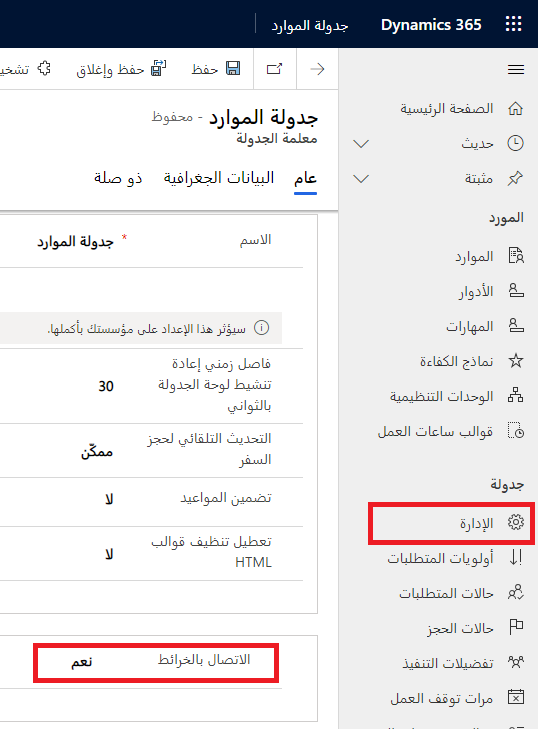 Dynamics 365
جدولة الموارد
الصفحة الرئيسية
حديث
مثبتة
المورد
الموارد
الأدوار
المهارات
نماذج الكفاءة
الوحدات التنظيمية
قوالب ساعات العمل
جدولة
الإدارة
أولويات المتطلبات
حالات المتطلبات
حالات الحجز
تفضيلات التنفيذ
مرات توقف العمل
حفظ
حفظ وإغلاق
جدولة الموارد - محفوظ
معلمة الجدولة
عام
البيانات الجغرافية
ذو صلة
الاسم
* جدولة الموارد
سيؤثر هذا الإعداد على مؤسستك بأكملها.
فاصل زمني إعادة
تنشيط لوحة الجدولة
بالثواني
30
التحديث التلقائي لحجز
السفر
ممكّن
تضمين المواعيد
لا
تعطيل تنظيف قوالب
HTML
لا
الاتصال بالخرائط
نعم